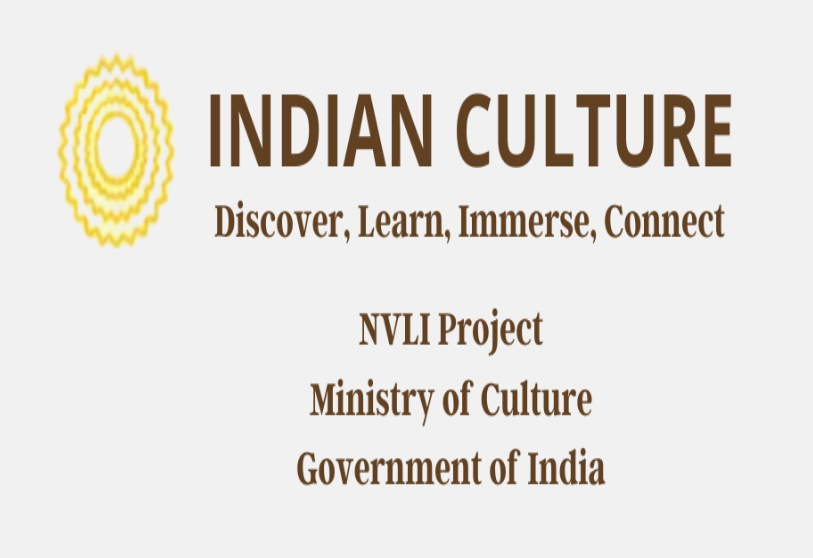 INDIAN CULTURE
Discover, Learn, Immerse, Connect
NVLI Project
Ministry of Culture
Government of India